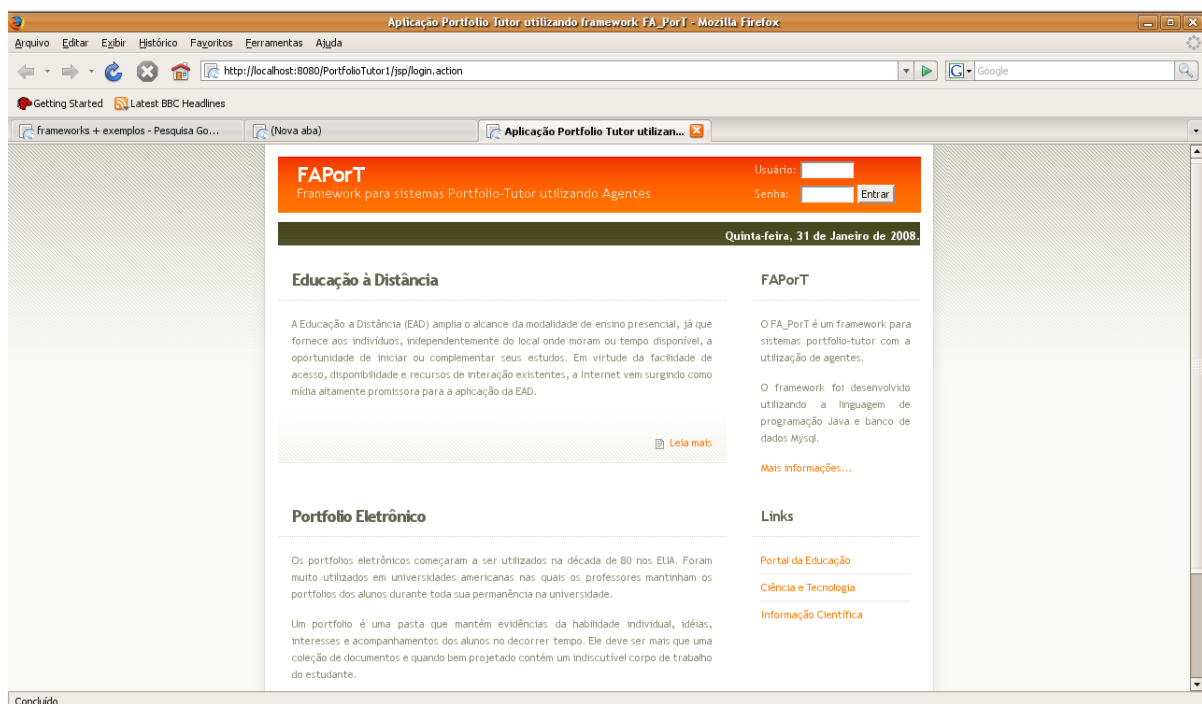 Aplicação Portfolio Tutor utilizando framework FA_PorT - Mozilla Firefox
Arquivo Editar Exibir Histórico Favoritos Ferramentas Ajuda
http://localhost:8080/PortfolioTutor1/jsp/login.action
G Google
Getting Started Latest BBC Headlines
frameworks + exemplos - Pesquisa Go...
(Nova aba)
Aplicação Portfolio Tutor utilizan...
FAPorT
Framework para sistemas Portfolio-Tutor utilizando Agentes
Usuário:
Senha:
Entrar
Quinta-feira, 31 de Janeiro de 2008.
Educação à Distância
A Educação a Distância (EAD) amplia o alcance da modalidade de ensino presencial, já que
fornece aos indivíduos, independentemente do local onde moram ou tempo disponível, a
oportunidade de iniciar ou complementar seus estudos. Em virtude da facilidade de
acesso, disponibilidade e recursos de interação existentes, a Internet vem surgindo como
mídia altamente promissora para a aplicação da EAD.
Leia mais
Portfolio Eletrônico
Os portfolios eletrônicos começaram a ser utilizados na década de 80 nos EUA. Foram
muito utilizados em universidades americanas nas quais os professores mantinham os
portfolios dos alunos durante toda sua permanência na universidade.
Um portfolio é uma pasta que mantém evidências da habilidade individual, idéias,
interesses e acompanhamentos dos alunos no decorrer tempo. Ele deve ser mais que uma
coleção de documentos e quando bem projetado contém um indiscutível corpo de trabalho
do estudante.
FAPorT
O FA_PorT é um framework para
sistemas portfolio-tutor com a
utilização de agentes.
O framework foi desenvolvido
utilizando a linguagem de
programação Java e banco de
dados Mysql.
Mais informações...
Links
Portal da Educação
Ciência e Tecnologia
Informação Científica
Concluído